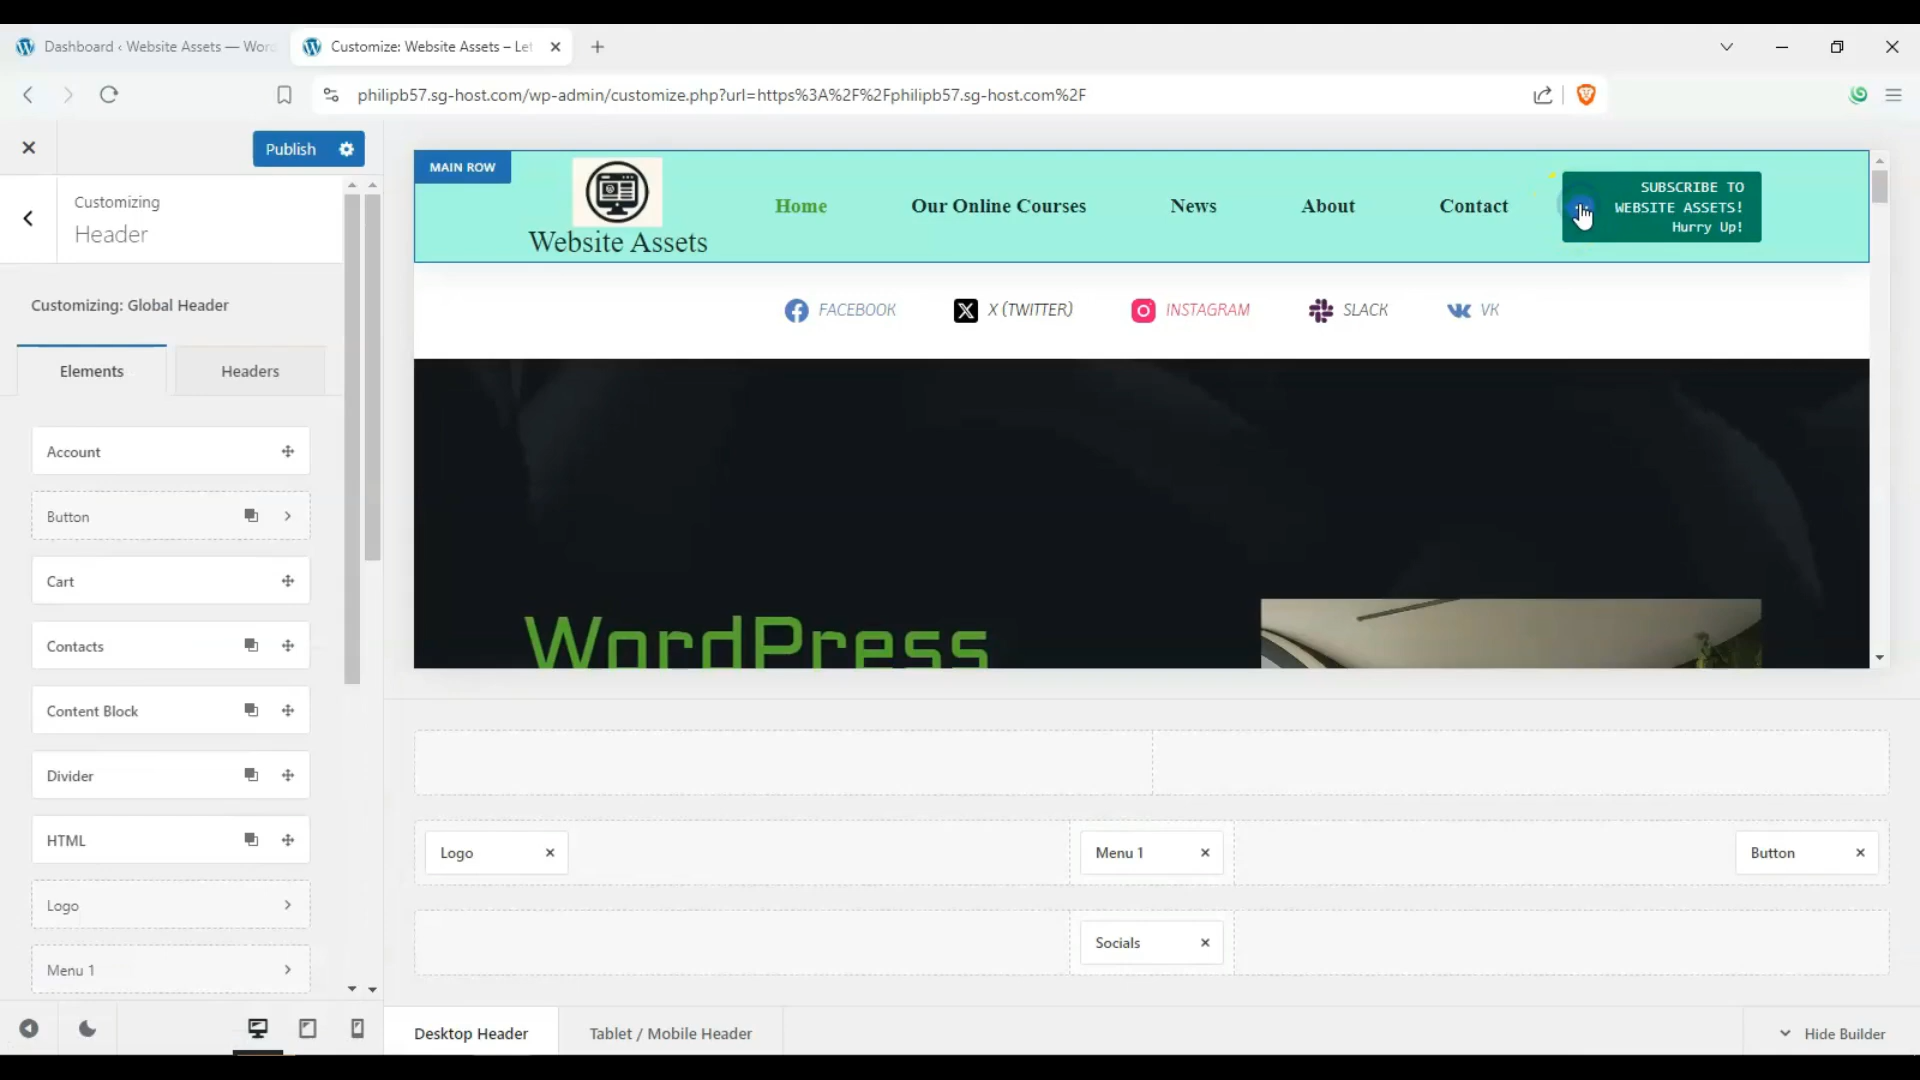 Dashboard ‹ Website Assets — Wor
Customize: Website Assets – Let
philipb57.sg-host.com/wp-admin/customize.php?url=https%3A%2F%2Fphilipb57.sg-host.com%2F
Publish
Customizing
Header
Customizing: Global Header
Elements
Headers
Account
Button
Cart
Contacts
Content Block
Divider
HTML
Logo
Menu 1
MAIN ROW
Website Assets
Home
Our Online Courses
News
About
Contact
SUBSCRIBE TO
WEBSITE ASSETS!
Hurry Up!
FACEBOOK
X (TWITTER)
INSTAGRAM
SLACK
VK
WordPress
Logo
Menu 1
Button
Socials
Desktop Header
Tablet / Mobile Header
Hide Builder